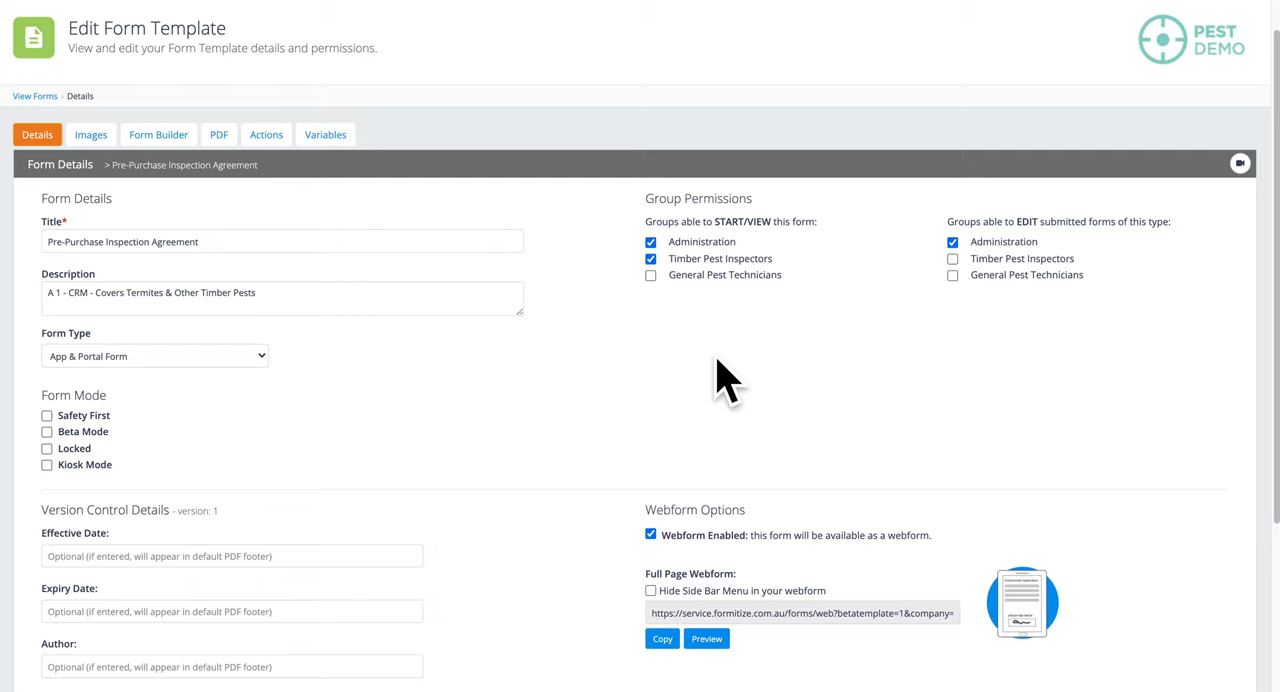 Edit Form Template
View and edit your Form Template details and permissions.
PEST
DEMO
View Forms › Details
Details Images Form Builder PDF Actions Variables
Form Details > Pre-Purchase Inspection Agreement
Form Details
Title*
Pre-Purchase Inspection Agreement
Description
A 1 - CRM - Covers Termites & Other Timber Pests
Form Type
App & Portal Form
Form Mode
Safety First
Beta Mode
Locked
Kiosk Mode
Group Permissions
Groups able to START/VIEW this form:
Administration
Timber Pest Inspectors
General Pest Technicians
Groups able to EDIT submitted forms of this type:
Administration
Timber Pest Inspectors
General Pest Technicians
Version Control Details - version: 1
Effective Date:
Optional (if entered, will appear in default PDF footer)
Expiry Date:
Optional (if entered, will appear in default PDF footer)
Author:
Optional (if entered, will appear in default PDF footer)
Webform Options
Webform Enabled: this form will be available as a webform.
Full Page Webform:
Hide Side Bar Menu in your webform
https://service.formitize.com.au/forms/web?betatemplate=1&company=
Copy Preview